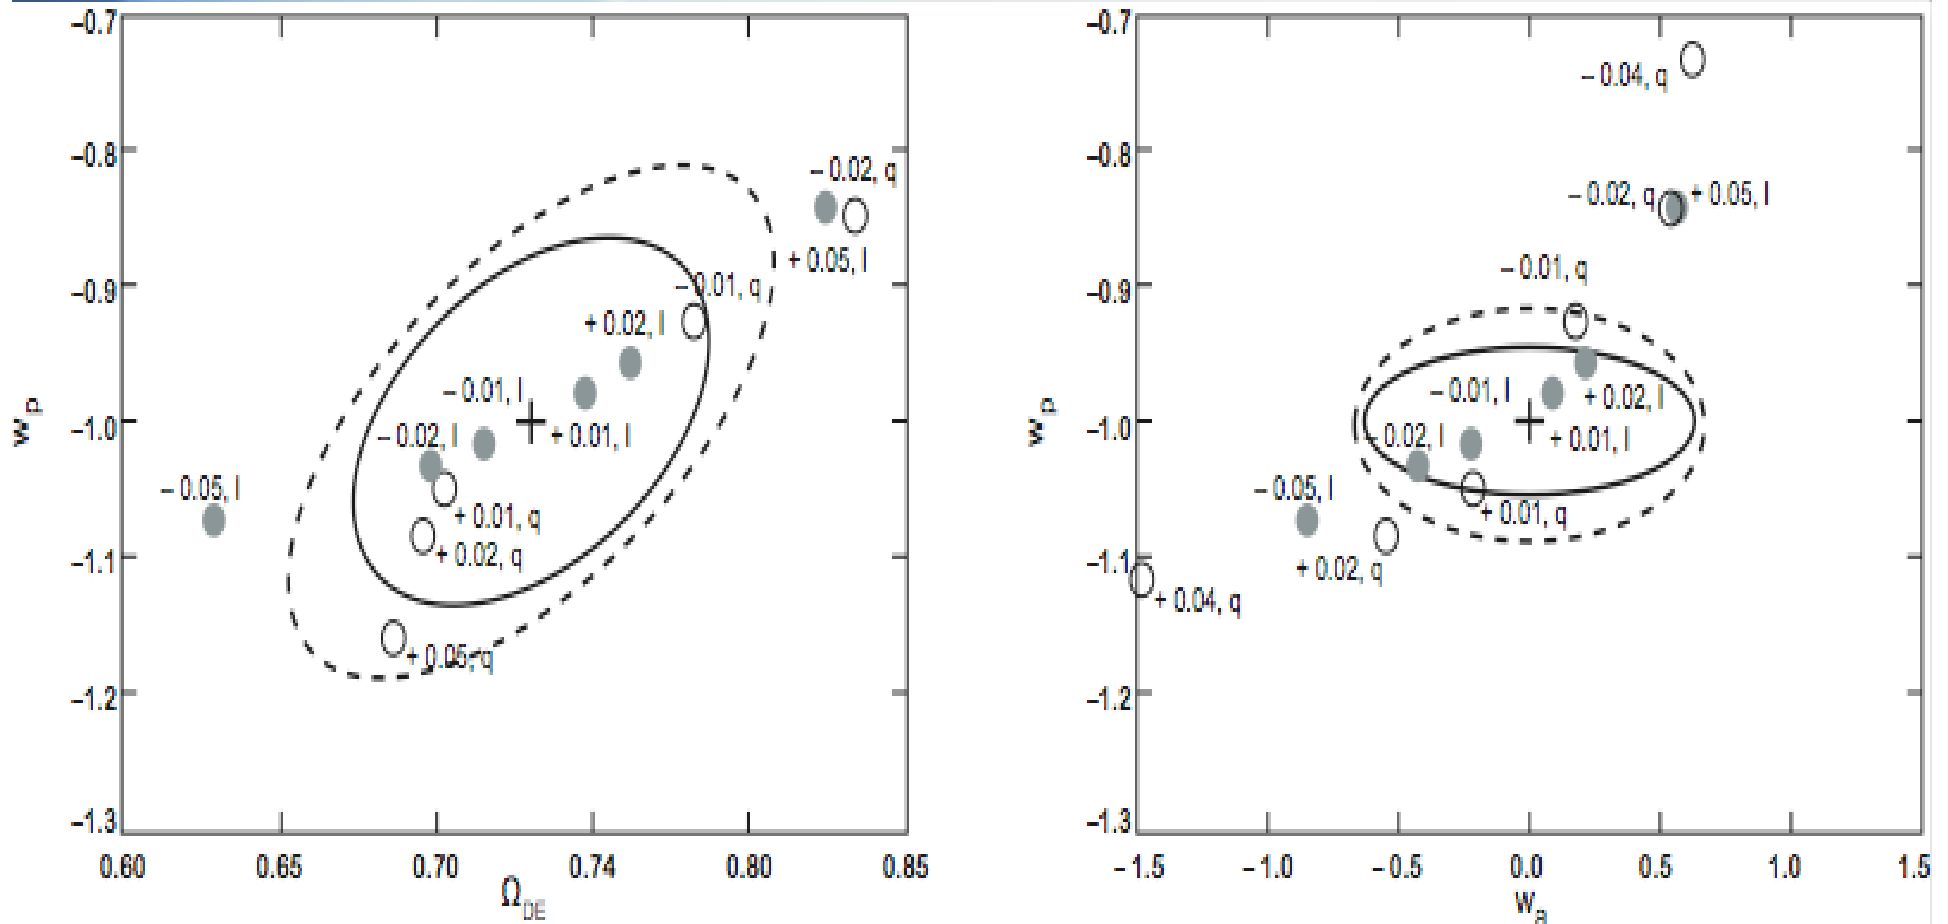 –0.7
–0.8
–0.9
–1.0
–1.1
–1.2
–1.3
w p
0.60
0.65
0.70
0.74
0.80
0.85
Ω DE
– 0.02, q
+ 0.05, l
– 0.01, q
+ 0.02, l
– 0.01, l
+ 0.01, l
– 0.02, l
– 0.05, l
+ 0.01, q
+ 0.02, q
+ 0.05, q
–0.7
–0.8
–0.9
–1.0
–1.1
–1.2
–1.3
w p
–1.5
–1.0
–0.5
0.0
0.5
1.0
1.5
w a
– 0.04, q
– 0.02, q
+ 0.05, l
– 0.01, q
– 0.01, l
+ 0.02, l
– 0.02, l
+ 0.01, l
– 0.05, l
+ 0.01, q
+ 0.02, q
+ 0.04, q